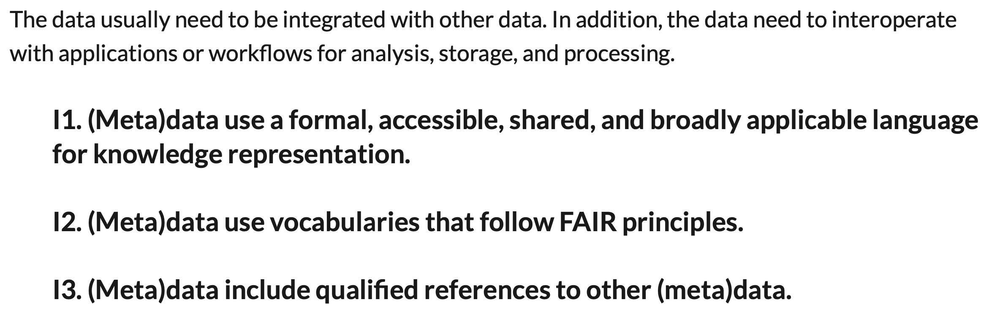 The data usually need to be integrated with other data. In addition, the data need to interoperate
with applications or workflows for analysis, storage, and processing.
I1. (Meta)data use a formal, accessible, shared, and broadly applicable language
for knowledge representation.
I2. (Meta)data use vocabularies that follow FAIR principles.
I3. (Meta)data include qualified references to other (meta)data.